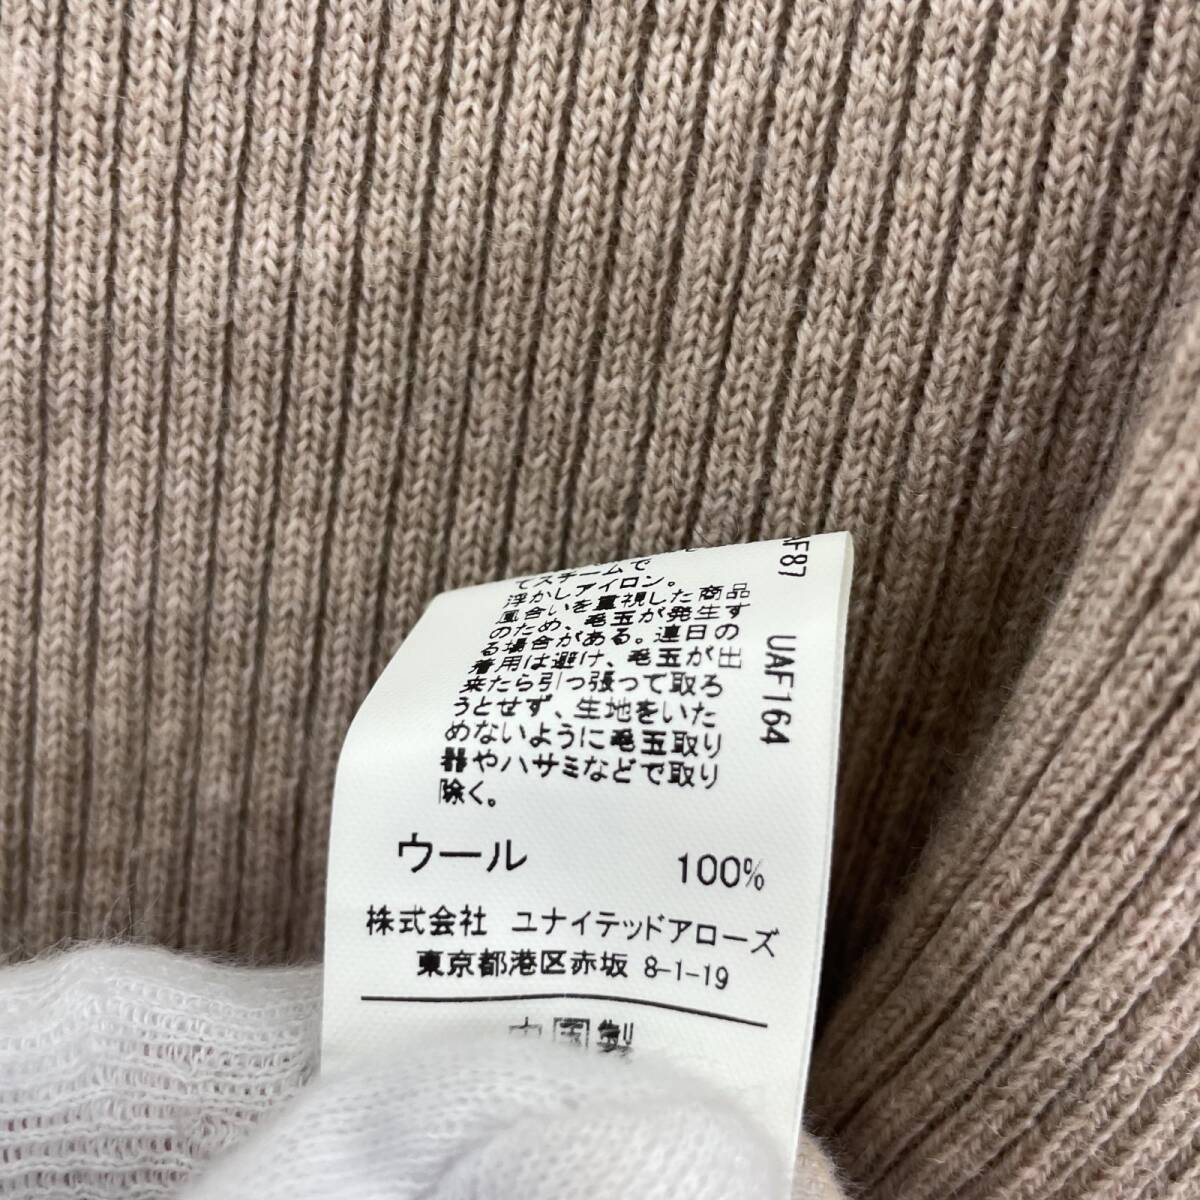 てスチームで
浮かしアイロン。
風合いを重視した商品
のため、毛玉が発生す
る場合がある。連日の
着用は避け、毛玉が出
来たら引っ張って取ろ
うとせず、生地をいた
めないように毛玉取り
器やハサミなどで取り
除く。
AF87 UAF164
ウール 100%
株式会社 ユナイテッドアローズ
東京都港区赤坂 8-1-19
中国製